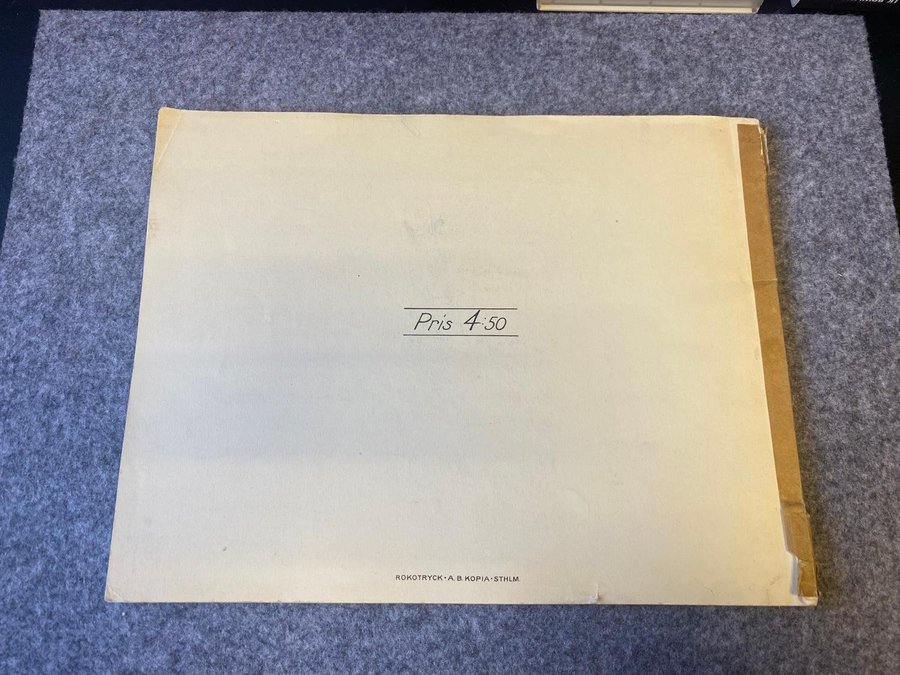 Pris 4:50
ROKOTRYCK · A. B. KOPIA · STHLM.